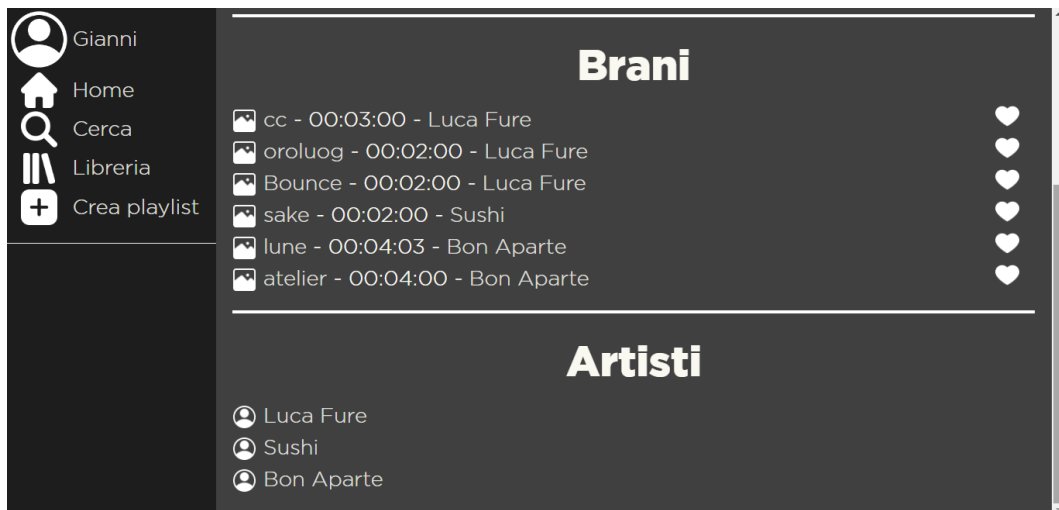 Gianni
Home
Cerca
Libreria
Crea playlist
Brani
cc - 00:03:00 - Luca Fure
oroluog - 00:02:00 - Luca Fure
Bounce - 00:02:00 - Luca Fure
sake - 00:02:00 - Sushi
lune - 00:04:03 - Bon Aparte
atelier - 00:04:00 - Bon Aparte
Artisti
Luca Fure
Sushi
Bon Aparte